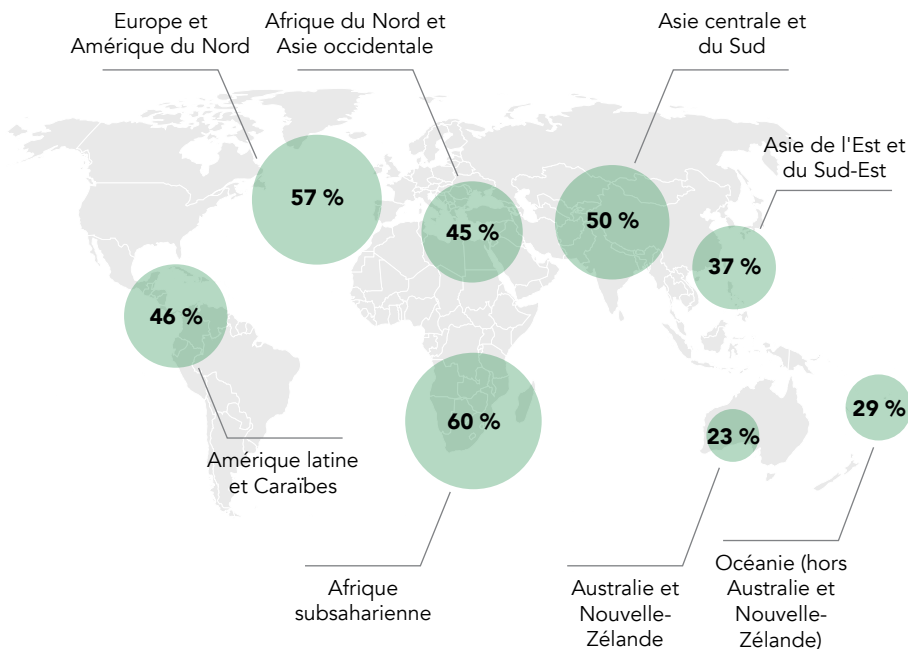 Europe et
Amérique du Nord
Afrique du Nord et
Asie occidentale
Asie centrale et
du Sud
Asie de l'Est et
du Sud-Est
57 %
45 %
50 %
37 %
46 %
60 %
23 %
29 %
Amérique latine
et Caraïbes
Afrique
subsaharienne
Australie et
Nouvelle-
Zélande
Océanie (hors
Australie et
Nouvelle-
Zélande)